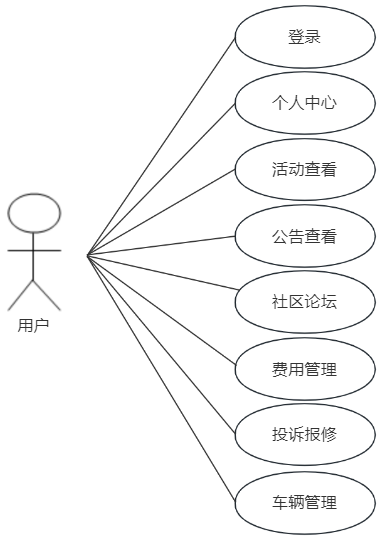 登录
个人中心
活动查看
公告查看
社区论坛
用户
费用管理
投诉报修
车辆管理